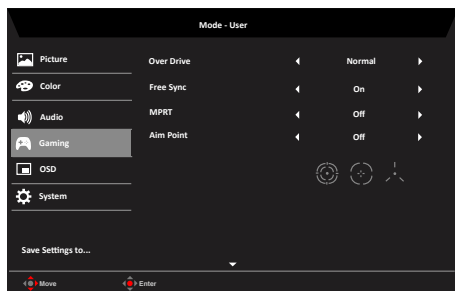 Mode - User
Picture
Over Drive Normal
Color
Free Sync On
Audio
MPRT Off
Gaming
Aim Point Off
OSD
System
Save Settings to...
Move Enter